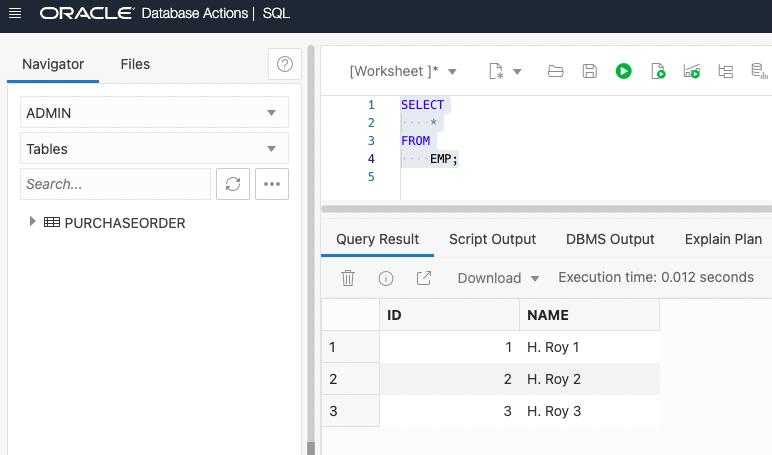 ORACLE Database Actions | SQL
Navigator Files
ADMIN
Tables
Search...
PURCHASEORDER
[Worksheet ]*
1 SELECT
2 *
3 FROM
4 EMP;
5
Query Result Script Output DBMS Output Explain Plan
Download Execution time: 0.012 seconds
ID NAME
1 1 H. Roy 1
2 2 H. Roy 2
3 3 H. Roy 3